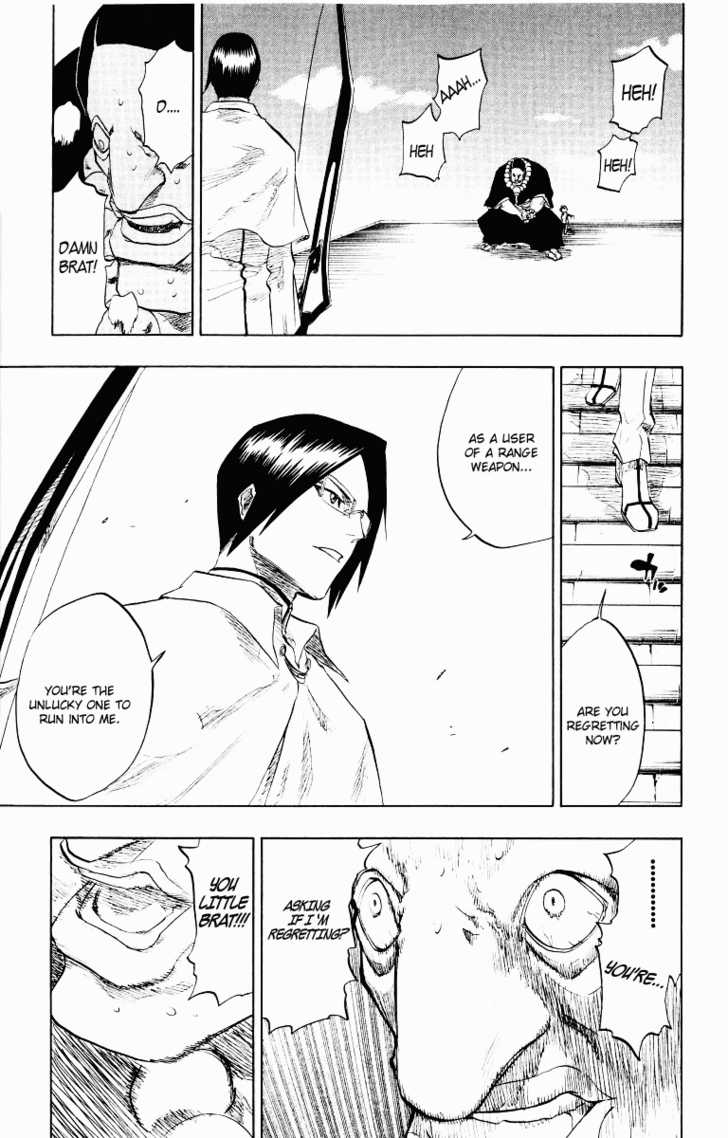 HEH!
HEH!
AAAH...
HEH
D....
DAMN
BRAT!
ARE YOU
REGRETTING
NOW?
AS A USER
OF A RANGE
WEAPON...
YOU'RE THE
UNLUCKY ONE TO
RUN INTO ME.
.........
YOU'RE...
ASKING
IF I'M
REGRETTING?
YOU
LITTLE
BRAT!!!